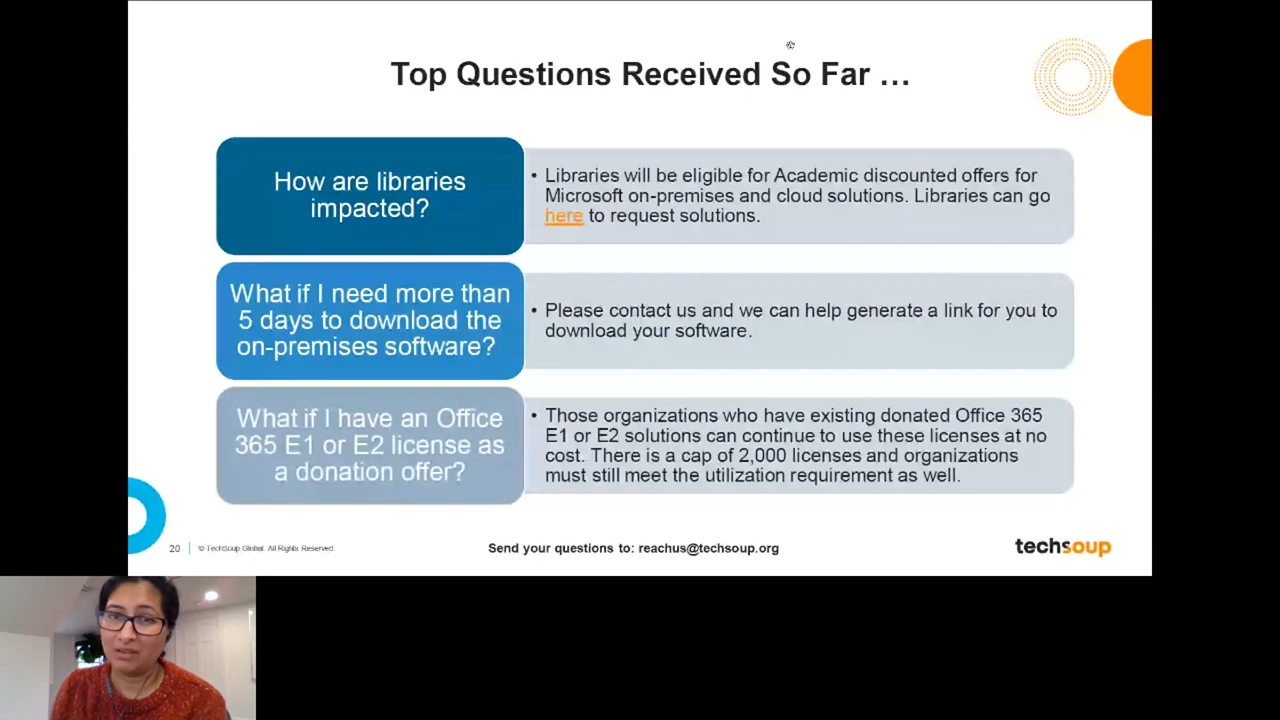 Top Questions Received So Far …
How are libraries
impacted?
• Libraries will be eligible for Academic discounted offers for
Microsoft on-premises and cloud solutions. Libraries can go
here to request solutions.
What if I need more than
5 days to download the
on-premises software?
• Please contact us and we can help generate a link for you to
download your software.
What if I have an Office
365 E1 or E2 license as
a donation offer?
• Those organizations who have existing donated Office 365
E1 or E2 solutions can continue to use these licenses at no
cost. There is a cap of 2,000 licenses and organizations
must still meet the utilization requirement as well.
20
© TechSoup Global. All Rights Reserved
Send your questions to: reachus@techsoup.org
techsoup